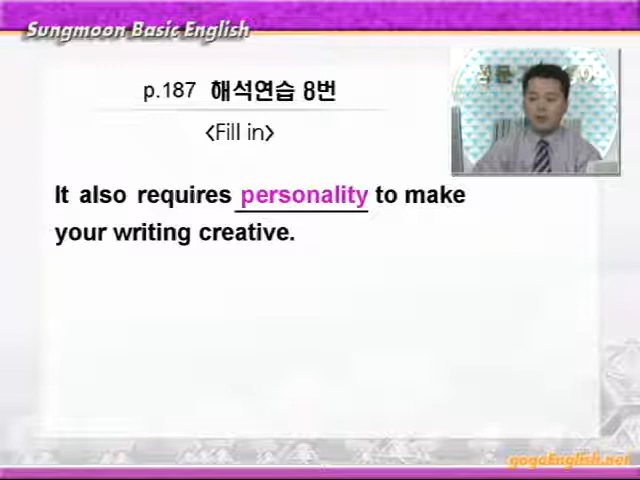 Sungmoon Basic English
p.187 해석연습 8번
<Fill in>
It also requires personality to make
your writing creative.
gogoEnglish.net